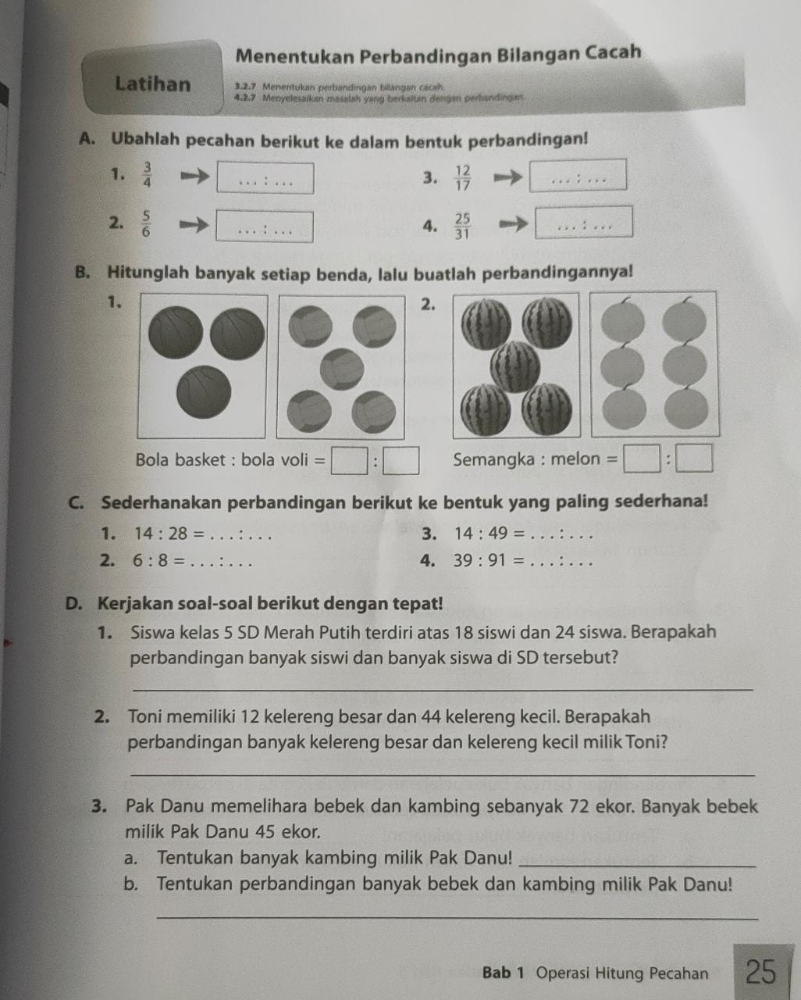 Menentukan Perbandingan Bilangan Cacah
Latihan
3.2.7 Menentukan perbandingan bilangan cacah.
4.2.7 Menyelesaikan masalah yang berkaitan dengan perbandingan.
A. Ubahlah pecahan berikut ke dalam bentuk perbandingan!
1. 3/4 → ... : ...
3. 12/17 → ... : ...
2. 5/6 → ... : ...
4. 25/31 → ... : ...
B. Hitunglah banyak setiap benda, lalu buatlah perbandingannya!
1.
2.
Bola basket : bola voli = :
Semangka : melon = :
C. Sederhanakan perbandingan berikut ke bentuk yang paling sederhana!
1. 14 : 28 = . . . : . . .
3. 14 : 49 = . . . : . . .
2. 6 : 8 = . . . : . . .
4. 39 : 91 = . . . : . . .
D. Kerjakan soal-soal berikut dengan tepat!
1. Siswa kelas 5 SD Merah Putih terdiri atas 18 siswi dan 24 siswa. Berapakah
perbandingan banyak siswi dan banyak siswa di SD tersebut?
2. Toni memiliki 12 kelereng besar dan 44 kelereng kecil. Berapakah
perbandingan banyak kelereng besar dan kelereng kecil milik Toni?
3. Pak Danu memelihara bebek dan kambing sebanyak 72 ekor. Banyak bebek
milik Pak Danu 45 ekor.
a. Tentukan banyak kambing milik Pak Danu!
b. Tentukan perbandingan banyak bebek dan kambing milik Pak Danu!
Bab 1 Operasi Hitung Pecahan 25